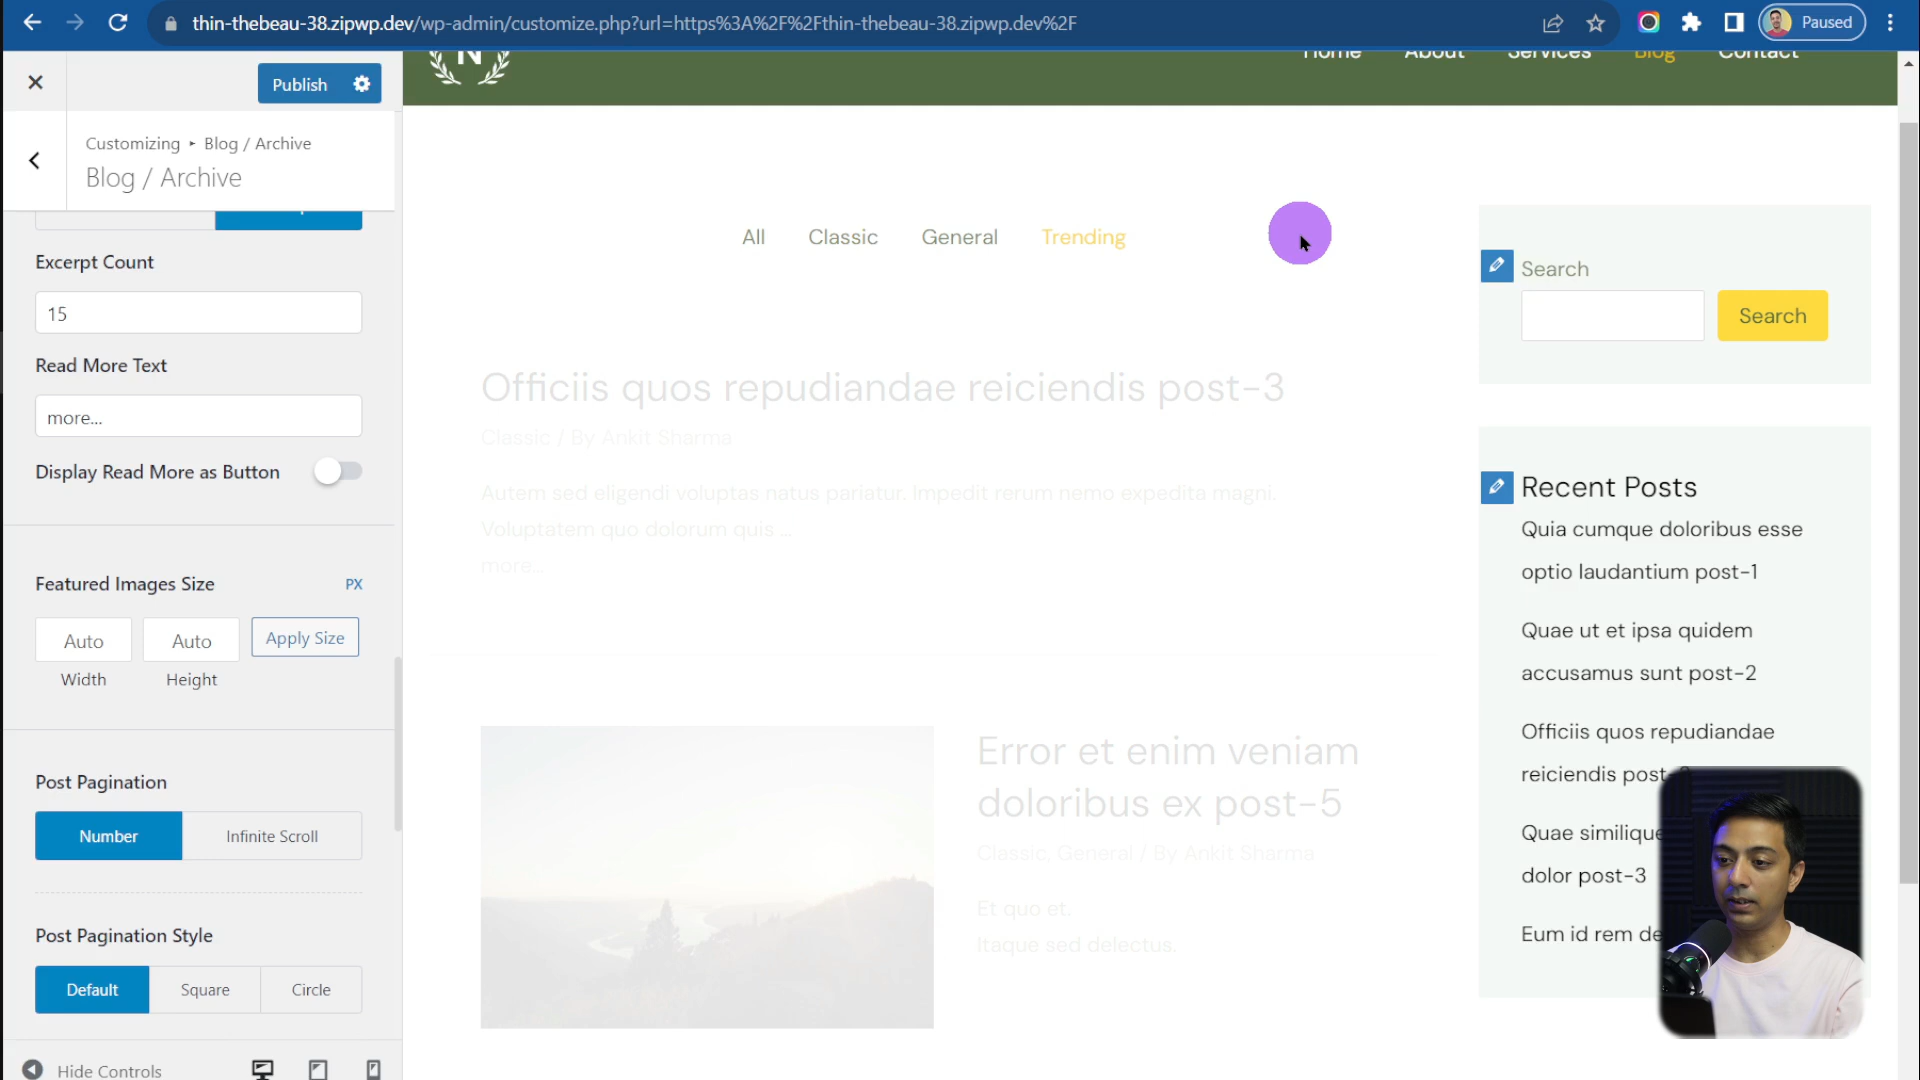 thin-thebeau-38.zipwp.dev/wp-admin/customize.php?url=https%3A%2F%2Fthin-thebeau-38.zipwp.dev%2F
Paused
Publish
Customizing ▸ Blog / Archive
Blog / Archive
Excerpt Count
15
Read More Text
more...
Display Read More as Button
Featured Images Size PX
Auto Auto Apply Size
Width Height
Post Pagination
Number Infinite Scroll
Post Pagination Style
Default Square Circle
Hide Controls
N
Home About Services Blog Contact
All Classic General Trending
Officiis quos repudiandae reiciendis post-3
Classic / By Ankit Sharma
Autem sed eligendi voluptas natus pariatur. Impedit rerum nemo expedita magni.
Voluptatem quo dolorum quis ...
more...
Error et enim veniam
doloribus ex post-5
Classic, General / By Ankit Sharma
Et quo et.
Itaque sed delectus.
Search
Search
Recent Posts
Quia cumque doloribus esse
optio laudantium post-1
Quae ut et ipsa quidem
accusamus sunt post-2
Officiis quos repudiandae
reiciendis post-
Quae similique
dolor post-3
Eum id rem de